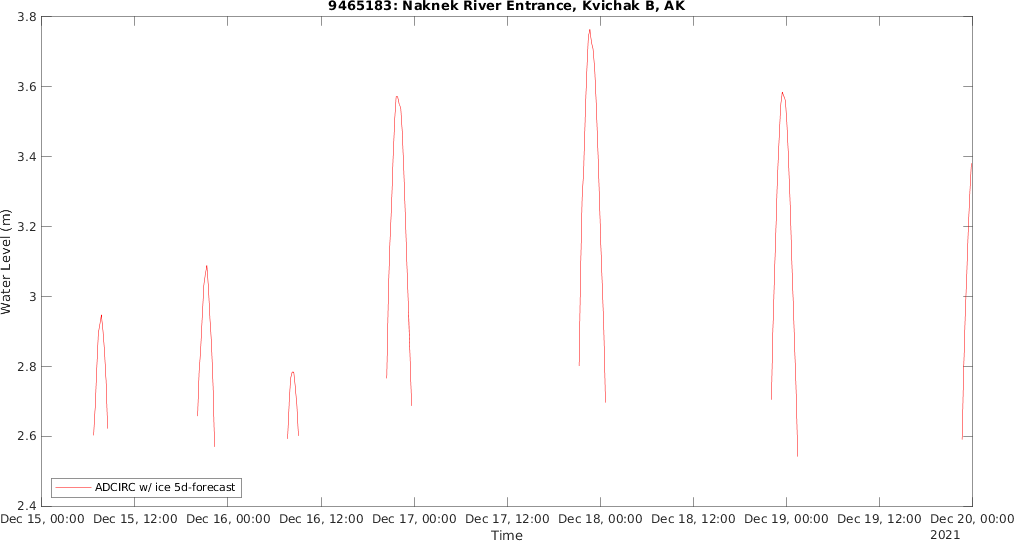 9465183: Naknek River Entrance, Kvichak B, AK
3.8
3.6
3.4
3.2
3
2.8
2.6
2.4
Water Level (m)
ADCIRC w/ ice 5d-forecast
Dec 15, 00:00 Dec 15, 12:00 Dec 16, 00:00 Dec 16, 12:00 Dec 17, 00:00 Dec 17, 12:00 Dec 18, 00:00 Dec 18, 12:00 Dec 19, 00:00 Dec 19, 12:00 Dec 20, 00:00
Time
2021